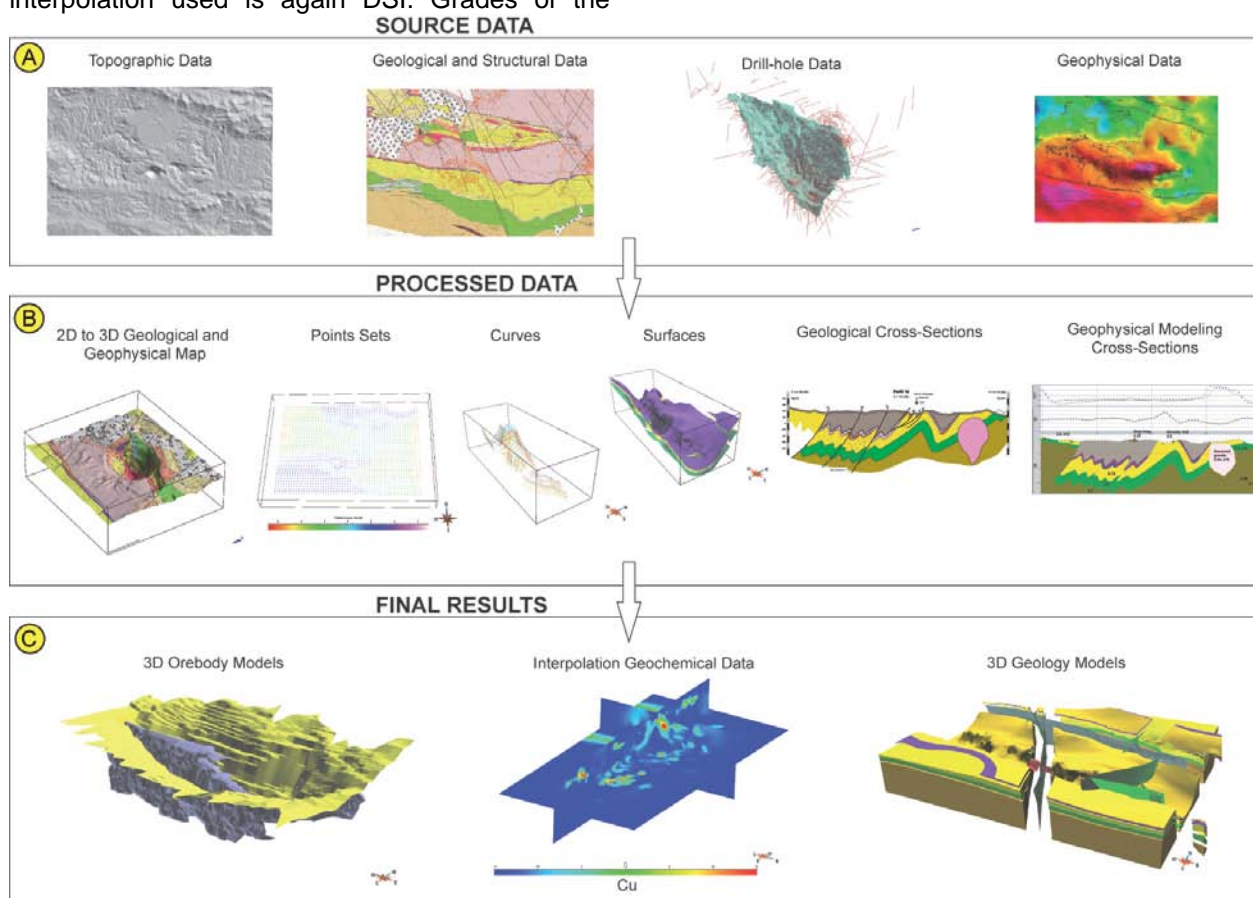 interpolation used is again DSI. Grades of the
SOURCE DATA
A
Topographic Data
Geological and Structural Data
Drill-hole Data
Geophysical Data
PROCESSED DATA
B
2D to 3D Geological and
Geophysical Map
Points Sets
Curves
Surfaces
Geological Cross-Sections
Geophysical Modeling
Cross-Sections
FINAL RESULTS
C
3D Orebody Models
Interpolation Geochemical Data
3D Geology Models
Cu